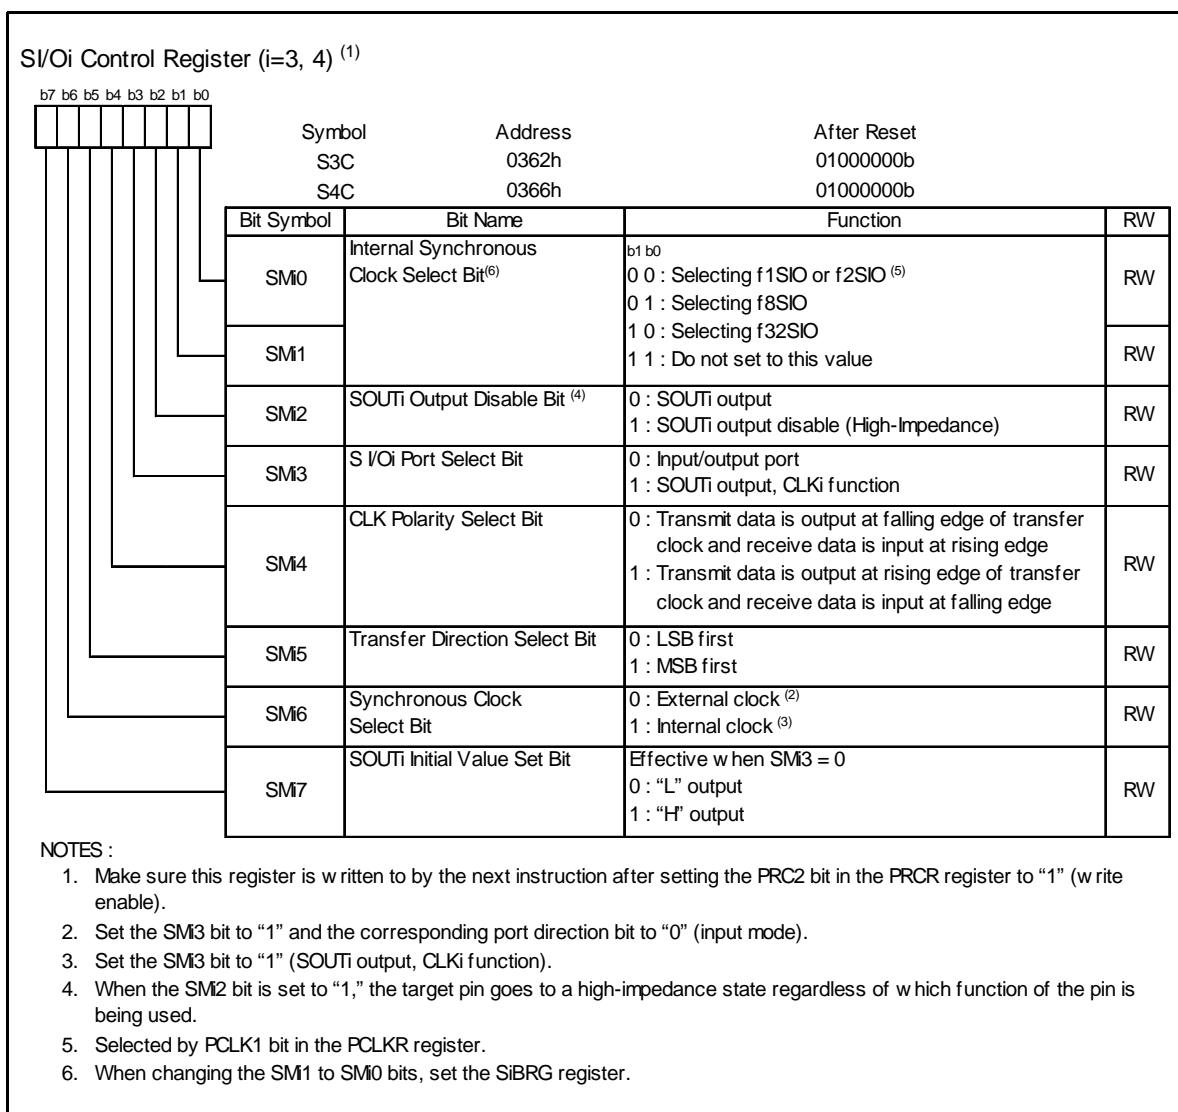 SI/Oi Control Register (i=3, 4) (1)
b7 b6 b5 b4 b3 b2 b1 b0
Symbol Address After Reset
S3C 0362h 01000000b
S4C 0366h 01000000b
Bit Symbol Bit Name Function RW
SMi0 Internal Synchronous Clock Select Bit(6) b1 b0 RW
0 0 : Selecting f1SIO or f2SIO (5)
0 1 : Selecting f8SIO
1 0 : Selecting f32SIO
SMi1 1 1 : Do not set to this value RW
SMi2 SOUTi Output Disable Bit (4) 0 : SOUTi output RW
1 : SOUTi output disable (High-Impedance)
SMi3 S I/Oi Port Select Bit 0 : Input/output port RW
1 : SOUTi output, CLKi function
SMi4 CLK Polarity Select Bit 0 : Transmit data is output at falling edge of transfer RW
clock and receive data is input at rising edge
1 : Transmit data is output at rising edge of transfer
clock and receive data is input at falling edge
SMi5 Transfer Direction Select Bit 0 : LSB first RW
1 : MSB first
SMi6 Synchronous Clock Select Bit 0 : External clock (2) RW
1 : Internal clock (3)
SMi7 SOUTi Initial Value Set Bit Effective when SMi3 = 0 RW
0 : “L” output
1 : “H” output
NOTES :
1. Make sure this register is written to by the next instruction after setting the PRC2 bit in the PRCR register to “1” (write
enable).
2. Set the SMi3 bit to “1” and the corresponding port direction bit to “0” (input mode).
3. Set the SMi3 bit to “1” (SOUTi output, CLKi function).
4. When the SMi2 bit is set to “1,” the target pin goes to a high-impedance state regardless of which function of the pin is
being used.
5. Selected by PCLK1 bit in the PCLKR register.
6. When changing the SMi1 to SMi0 bits, set the SiBRG register.